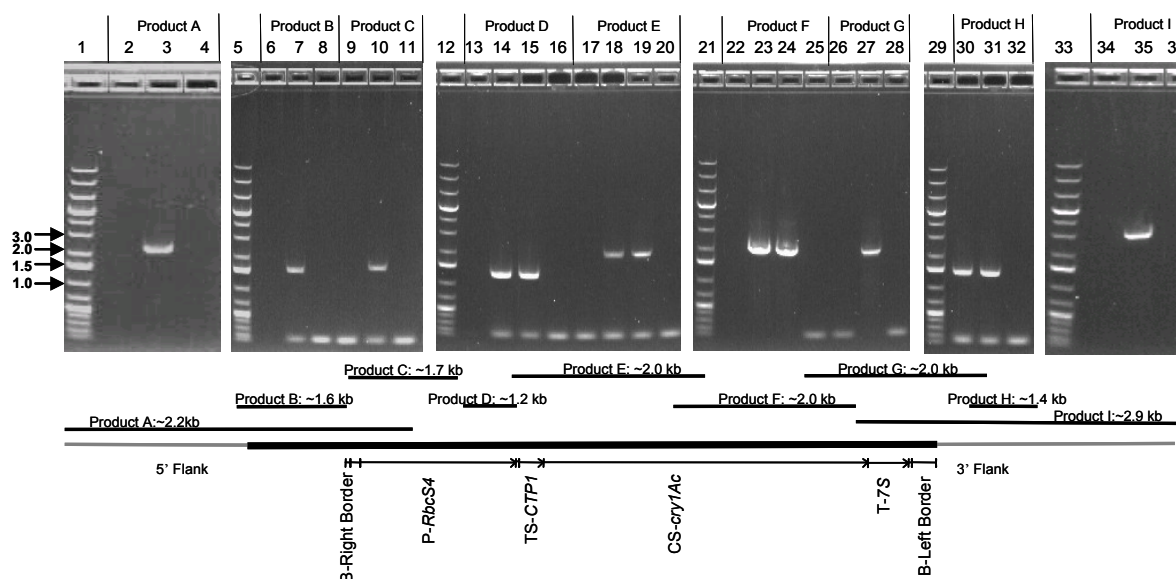 Product A Product B Product C Product D Product E Product F Product G Product H Product I
1 2 3 4 5 6 7 8 9 10 11 12 13 14 15 16 17 18 19 20 21 22 23 24 25 26 27 28 29 30 31 32 33 34 35
3.0
2.0
1.5
1.0
Product C: ~1.7 kb Product E: ~2.0 kb Product G: ~2.0 kb
Product B: ~1.6 kb Product D: ~1.2 kb Product F: ~2.0 kb Product H: ~1.4 kb
Product A:~2.2kb Product I:~2.9 kb
5' Flank 3' Flank
B-Right Border
P-RbcS4
TS-CTP1
CS-cry1Ac
T-7S
B-Left Border